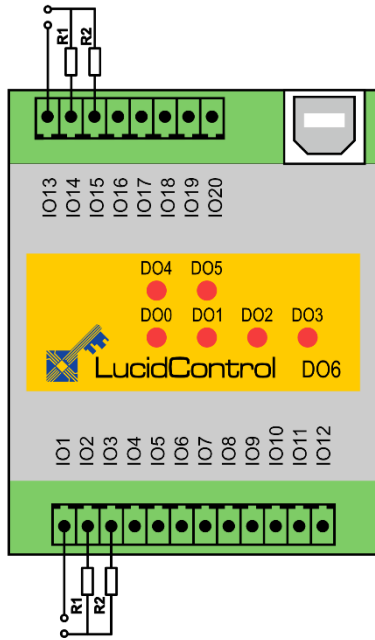 R1
R2
IO13
IO14
IO15
IO16
IO17
IO18
IO19
IO20
DO4 DO5
DO0 DO1 DO2 DO3
LucidControl DO6
IO1
IO2
IO3
IO4
IO5
IO6
IO7
IO8
IO9
IO10
IO11
IO12
R1
R2